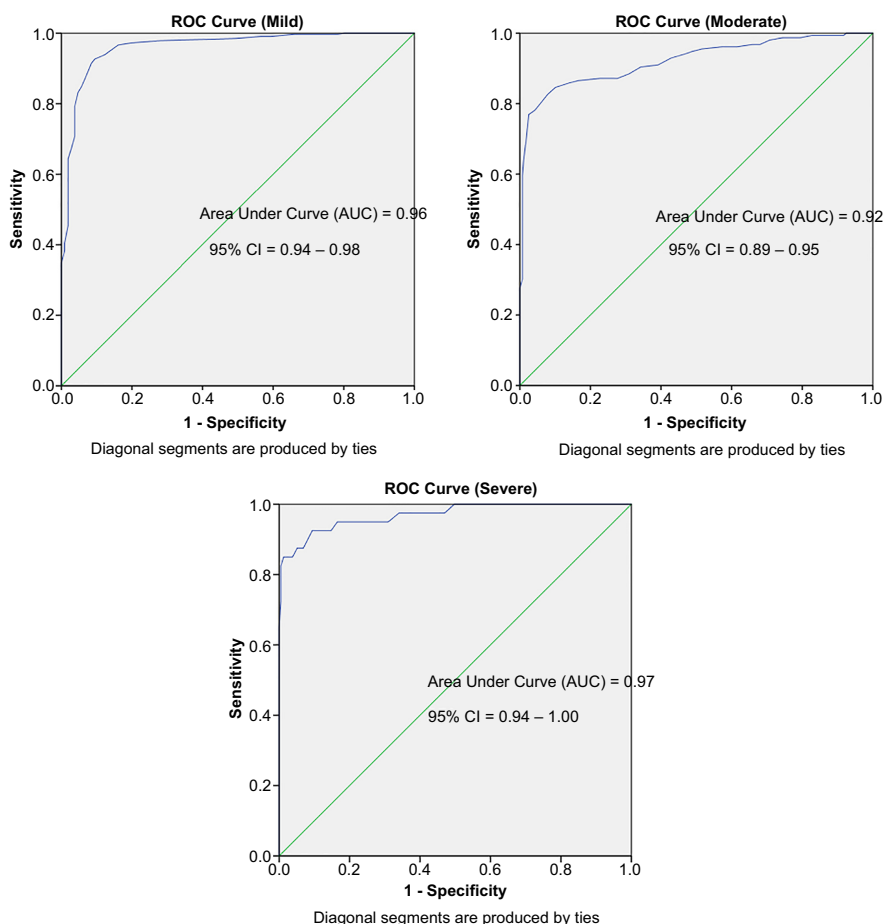 ROC Curve (Mild)
1.0
0.8
0.6
0.4
0.2
0.0
Sensitivity
Area Under Curve (AUC) = 0.96
95% CI = 0.94 – 0.98
0.0 0.2 0.4 0.6 0.8 1.0
1 - Specificity
Diagonal segments are produced by ties
ROC Curve (Moderate)
1.0
0.8
0.6
0.4
0.2
0.0
Sensitivity
Area Under Curve (AUC) = 0.92
95% CI = 0.89 – 0.95
0.0 0.2 0.4 0.6 0.8 1.0
1 - Specificity
Diagonal segments are produced by ties
ROC Curve (Severe)
1.0
0.8
0.6
0.4
0.2
0.0
Sensitivity
Area Under Curve (AUC) = 0.97
95% CI = 0.94 – 1.00
0.0 0.2 0.4 0.6 0.8 1.0
1 - Specificity
Diagonal segments are produced by ties